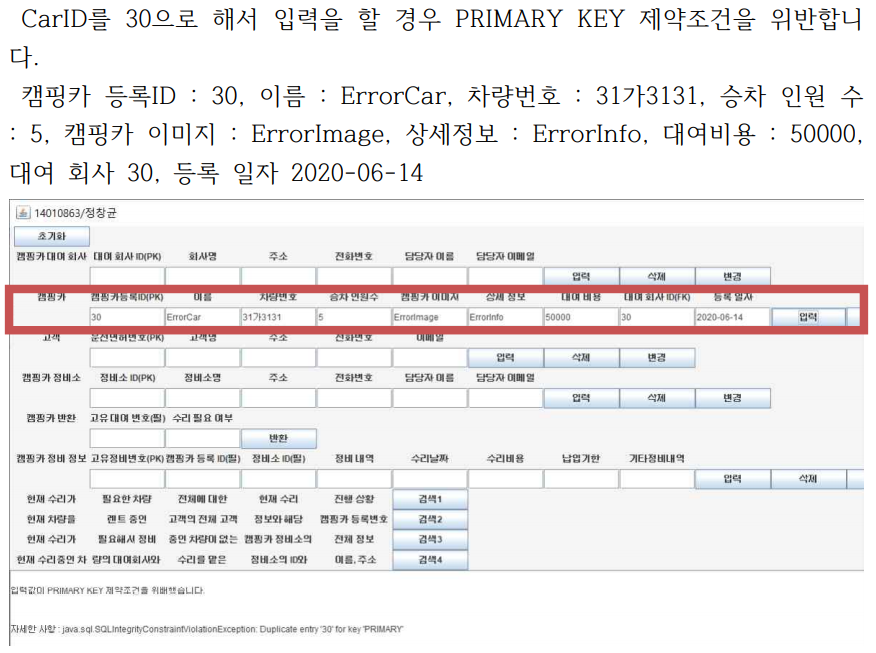 CarID를 30으로 해서 입력을 할 경우 PRIMARY KEY 제약조건을 위반합니
다.
캠핑카 등록ID : 30, 이름 : ErrorCar, 차량번호 : 31가3131, 승차 인원 수
: 5, 캠핑카 이미지 : ErrorImage, 상세정보 : ErrorInfo, 대여비용 : 50000,
대여 회사 30, 등록 일자 2020-06-14
14010863/정창균
초기화
캠핑카 대여 회사 대여 회사 ID(PK) 회사명 주소 전화번호 담당자 이름 담당자 이메일
입력 삭제 변경
캠핑카 캠핑카등록ID(PK) 이름 차량번호 승차 인원수 캠핑카 이미지 상세 정보 대여 비용 대여 회사 ID(FK) 등록 일자
30 ErrorCar 31가3131 5 ErrorImage ErrorInfo 50000 30 2020-06-14 입력
고객 운전면허번호(PK) 고객명 주소 전화번호 이메일
입력 삭제 변경
캠핑카 정비소 정비소 ID(PK) 정비소명 주소 전화번호 담당자 이름 담당자 이메일
입력 삭제 변경
캠핑카 반환 고유 대여 번호(필) 수리 필요 여부
반환
캠핑카 정비 정보 고유정비번호(PK) 캠핑카 등록 ID(필) 정비소 ID(필) 정비 내역 수리날짜 수리비용 납입기한 기타정비내역
입력 삭제
현재 수리가 필요한 차량 전체에 대한 현재 수리 진행 상황 검색1
현재 차량을 렌트 중인 고객의 전체 고객 정보와 해당 캠핑카 등록번호 검색2
현재 수리가 필요해서 정비 중인 차량이 없는 캠핑카 정비소의 전체 정보 검색3
현재 수리중인 차 량의 대여회사와 수리를 맡은 정비소의 ID와 이름, 주소 검색4
입력값이 PRIMARY KEY 제약조건을 위배했습니다.
자세한 사항 : java.sql.SQLIntegrityConstraintViolationException: Duplicate entry '30' for key 'PRIMARY'